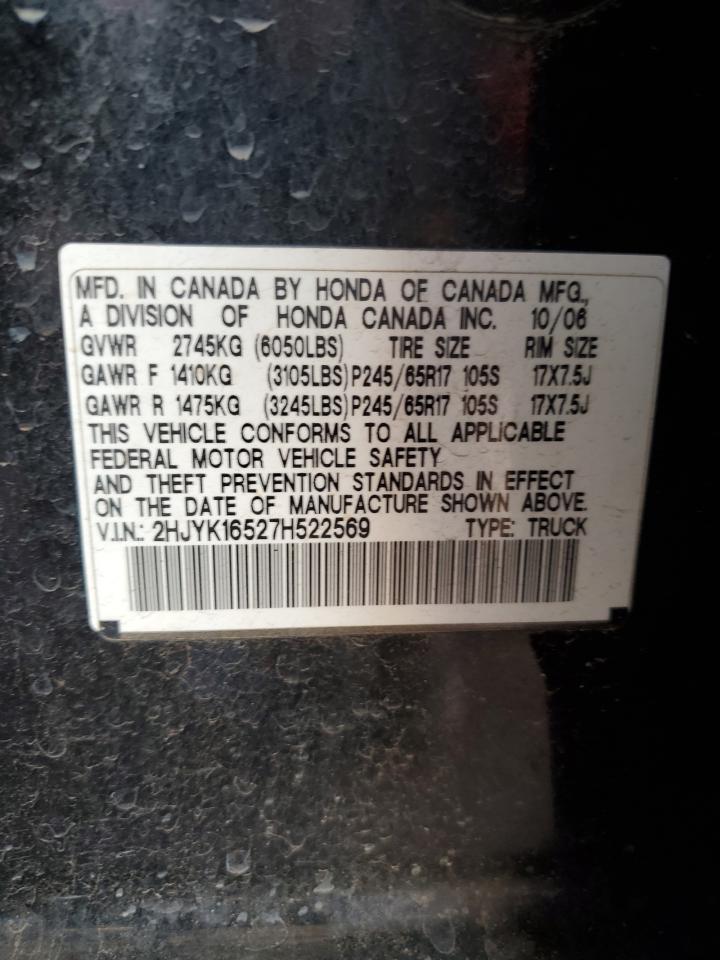 MFD. IN CANADA BY HONDA OF CANADA MFG.,
A DIVISION OF HONDA CANADA INC. 10/06
GVWR 2745KG (6050LBS) TIRE SIZE RIM SIZE
GAWR F 1410KG (3105LBS) P245/65R17 105S 17X7.5J
GAWR R 1475KG (3245LBS) P245/65R17 105S 17X7.5J
THIS VEHICLE CONFORMS TO ALL APPLICABLE
FEDERAL MOTOR VEHICLE SAFETY
AND THEFT PREVENTION STANDARDS IN EFFECT
ON THE DATE OF MANUFACTURE SHOWN ABOVE.
V.I.N.: 2HJYK16527H522569 TYPE: TRUCK